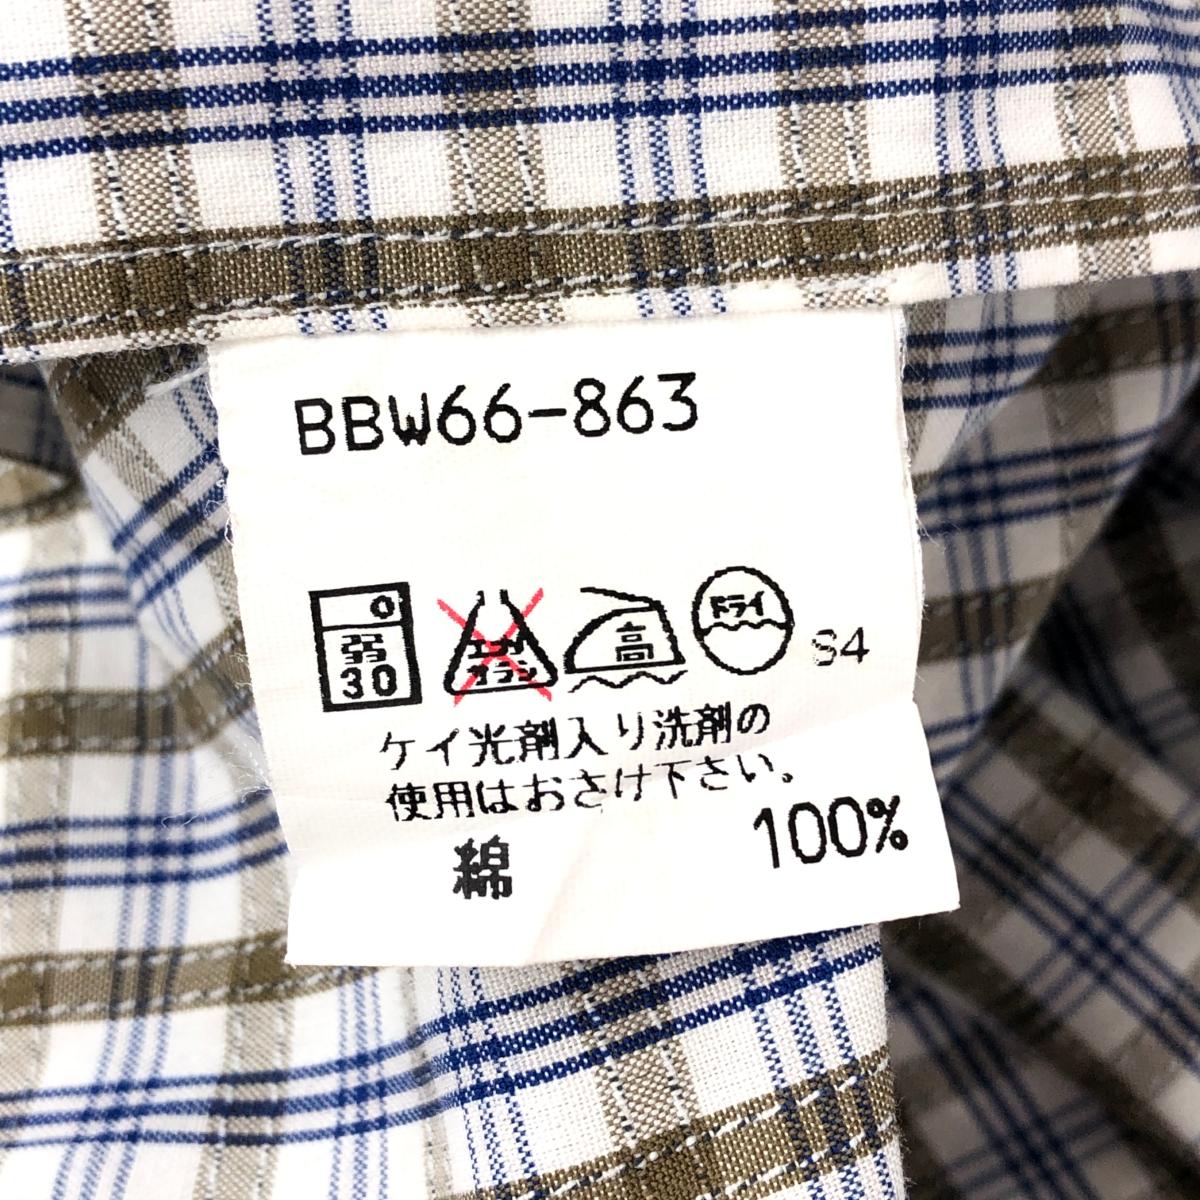 BBW66-863
弱
30
エンソ
サラシ
高
ドライ
S4
ケイ光剤入り洗剤の
使用はおさけ下さい。
綿 100%